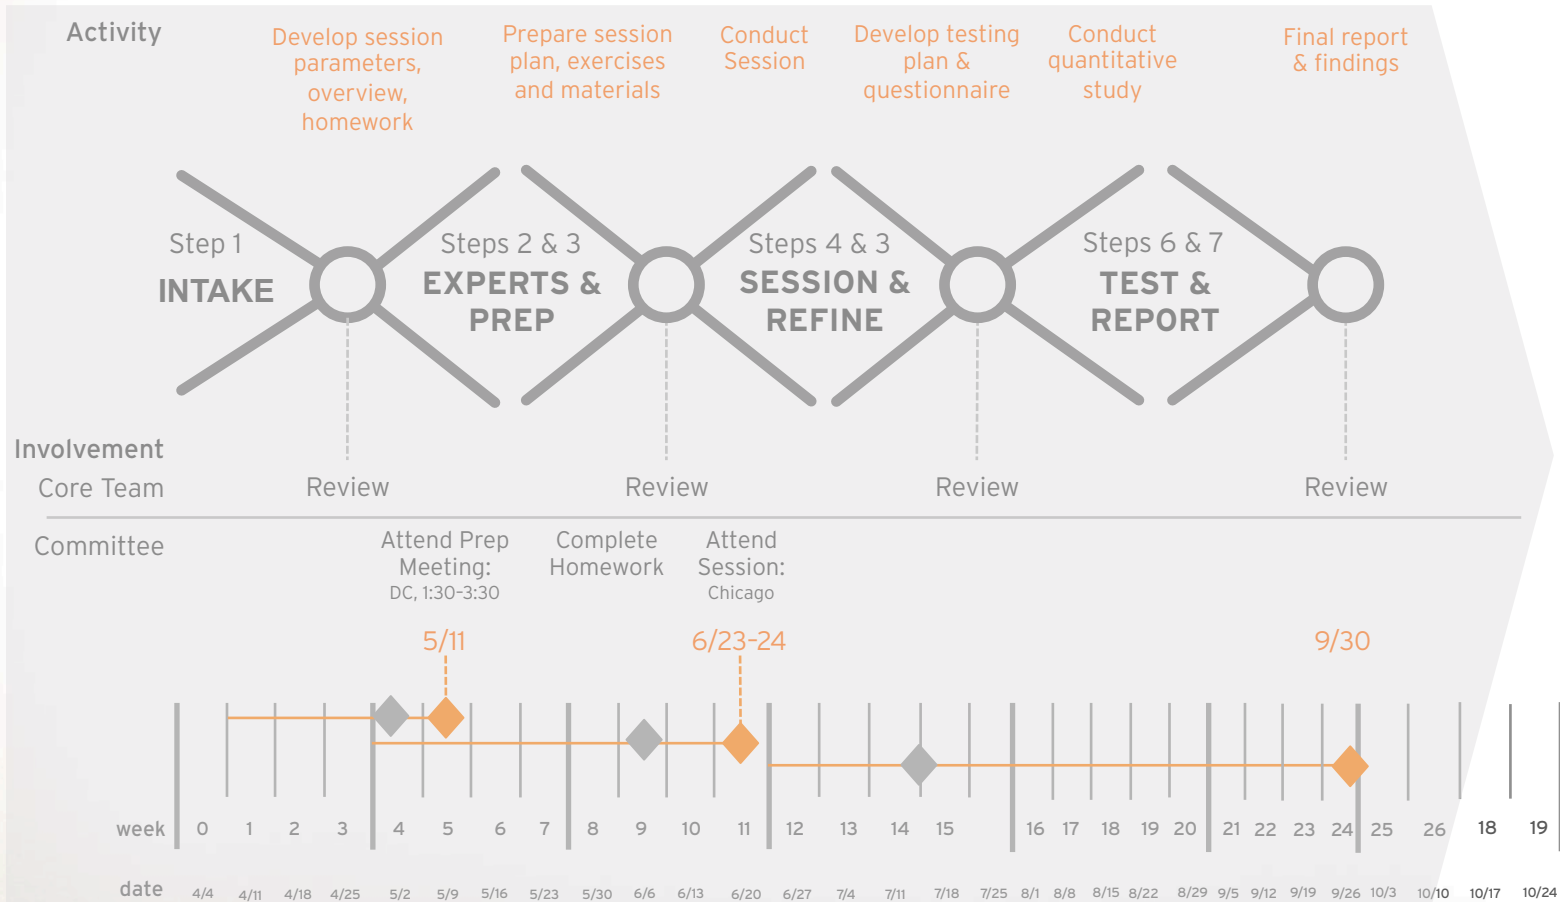 Activity
Develop session
parameters,
overview,
homework
Prepare session
plan, exercises
and materials
Conduct
Session
Develop testing
plan &
questionnaire
Conduct
quantitative
study
Final report
& findings
Step 1
INTAKE
Steps 2 & 3
EXPERTS &
PREP
Steps 4 & 3
SESSION &
REFINE
Steps 6 & 7
TEST &
REPORT
Involvement
Core Team
Review
Review
Review
Review
Committee
Attend Prep
Meeting:
DC, 1:30–3:30
Complete
Homework
Attend
Session:
Chicago
5/11
6/23–24
9/30
week 0 1 2 3 4 5 6 7 8 9 10 11 12 13 14 15 16 17 18 19 20 21 22 23 24 25 26 18 19
date 4/4 4/11 4/18 4/25 5/2 5/9 5/16 5/23 5/30 6/6 6/13 6/20 6/27 7/4 7/11 7/18 7/25 8/1 8/8 8/15 8/22 8/29 9/5 9/12 9/19 9/26 10/3 10/10 10/17 10/24